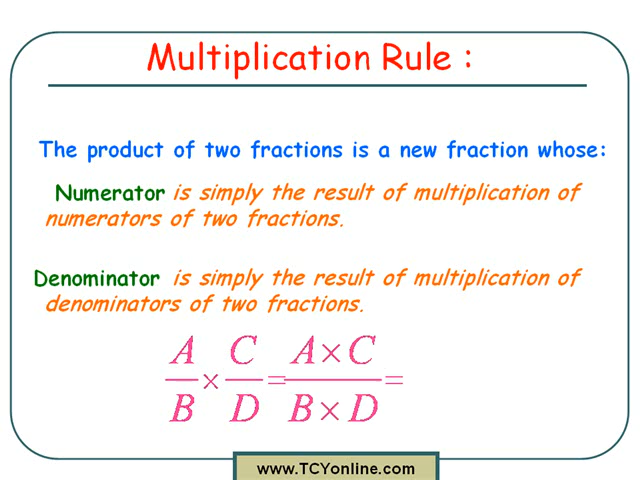 Multiplication Rule :
The product of two fractions is a new fraction whose:
Numerator is simply the result of multiplication of
numerators of two fractions.
Denominator is simply the result of multiplication of
denominators of two fractions.
A/B × C/D = A×C/B×D =
www.TCYonline.com